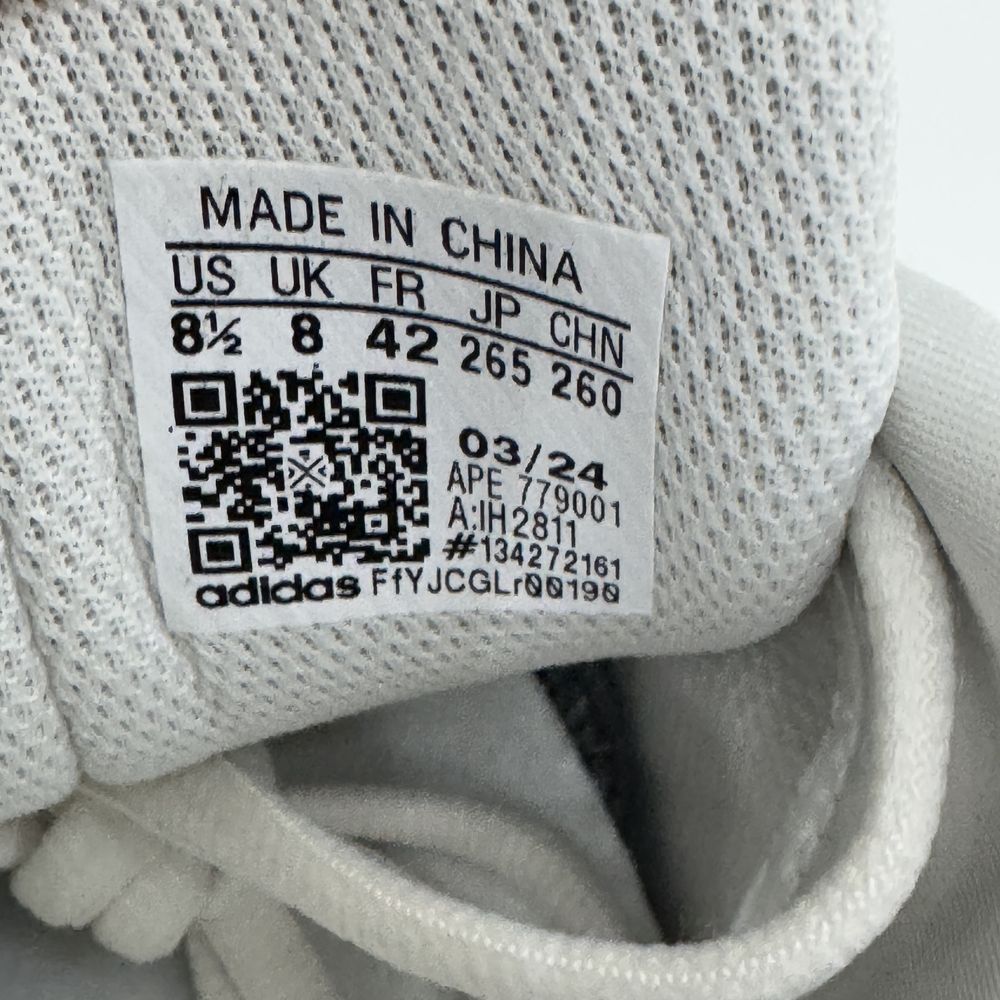 MADE IN CHINA
US UK FR JP CHN
8½ 8 42 265 260
03/24
APE 779001
A:IH2811
#134272161
adidas FfYJCGLr00190